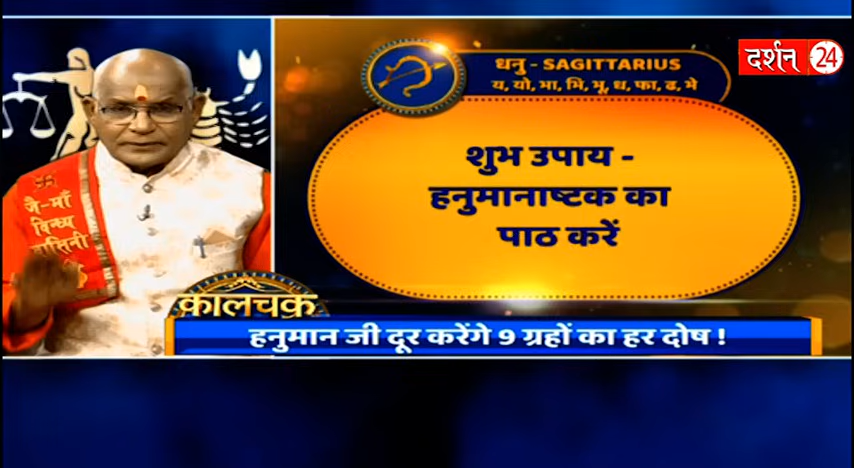 धनु - SAGITTARIUS
य, यो, भा, भि, भू, ध, फा, ढ, भे
दर्शन 24
शुभ उपाय -
हनुमानाष्टक का
पाठ करें
जै-माँ
विन्ध्य
वासिनी
कालचक्र
हनुमान जी दूर करेंगे 9 ग्रहों का हर दोष !